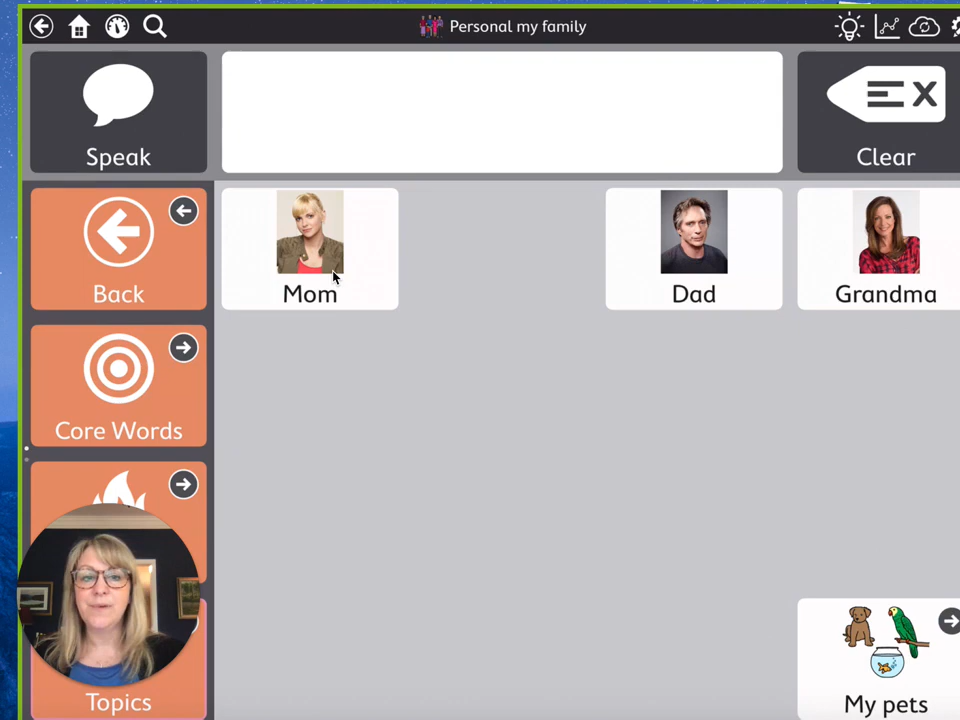 Personal my family
Speak
Clear
Back
Mom
Dad
Grandma
Core Words
Topics
My pets